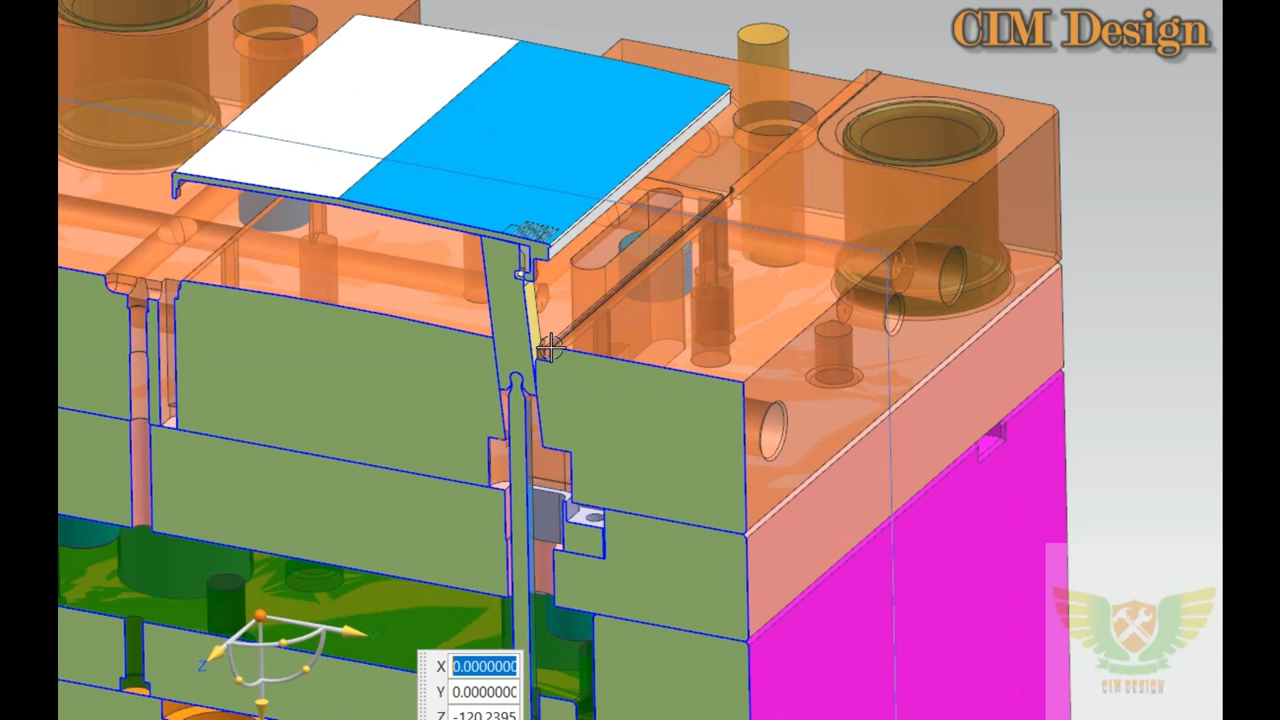 CIM Design
Y
Z
X 0.0000000
Y 0.0000000
Z -120.2395
CIM DESIGN